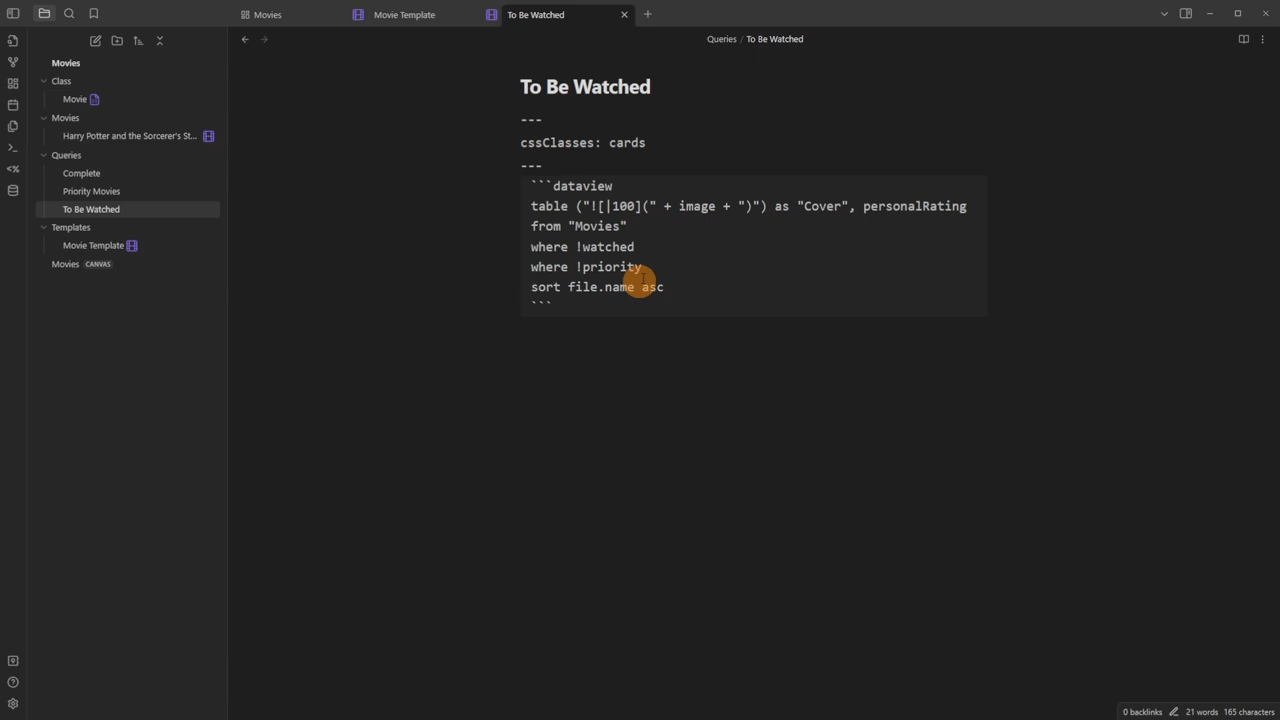 Movies
Movie Template
To Be Watched
Queries / To Be Watched
Movies
Class
Movie
Movies
Harry Potter and the Sorcerer's St...
Queries
Complete
Priority Movies
To Be Watched
Templates
Movie Template
Movies CANVAS
To Be Watched
---
cssClasses: cards
---
```dataview
table ("![|100](" + image + ")") as "Cover", personalRating
from "Movies"
where !watched
where !priority
sort file.name asc
```
0 backlinks 21 words 165 characters